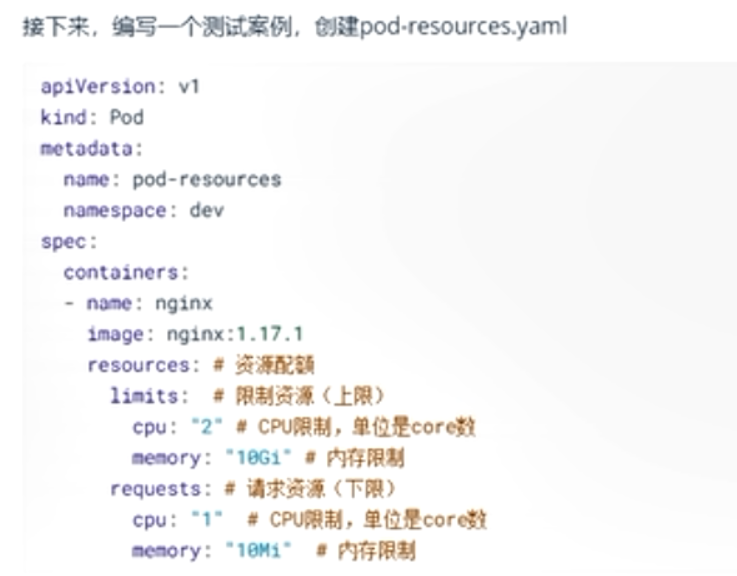 接下来，编写一个测试案例，创建pod-resources.yaml
apiVersion: v1
kind: Pod
metadata:
  name: pod-resources
  namespace: dev
spec:
  containers:
  - name: nginx
    image: nginx:1.17.1
    resources: # 资源配额
      limits:  # 限制资源（上限）
        cpu: "2" # CPU限制，单位是core数
        memory: "10Gi" # 内存限制
      requests: # 请求资源（下限）
        cpu: "1"  # CPU限制，单位是core数
        memory: "10Mi"  # 内存限制